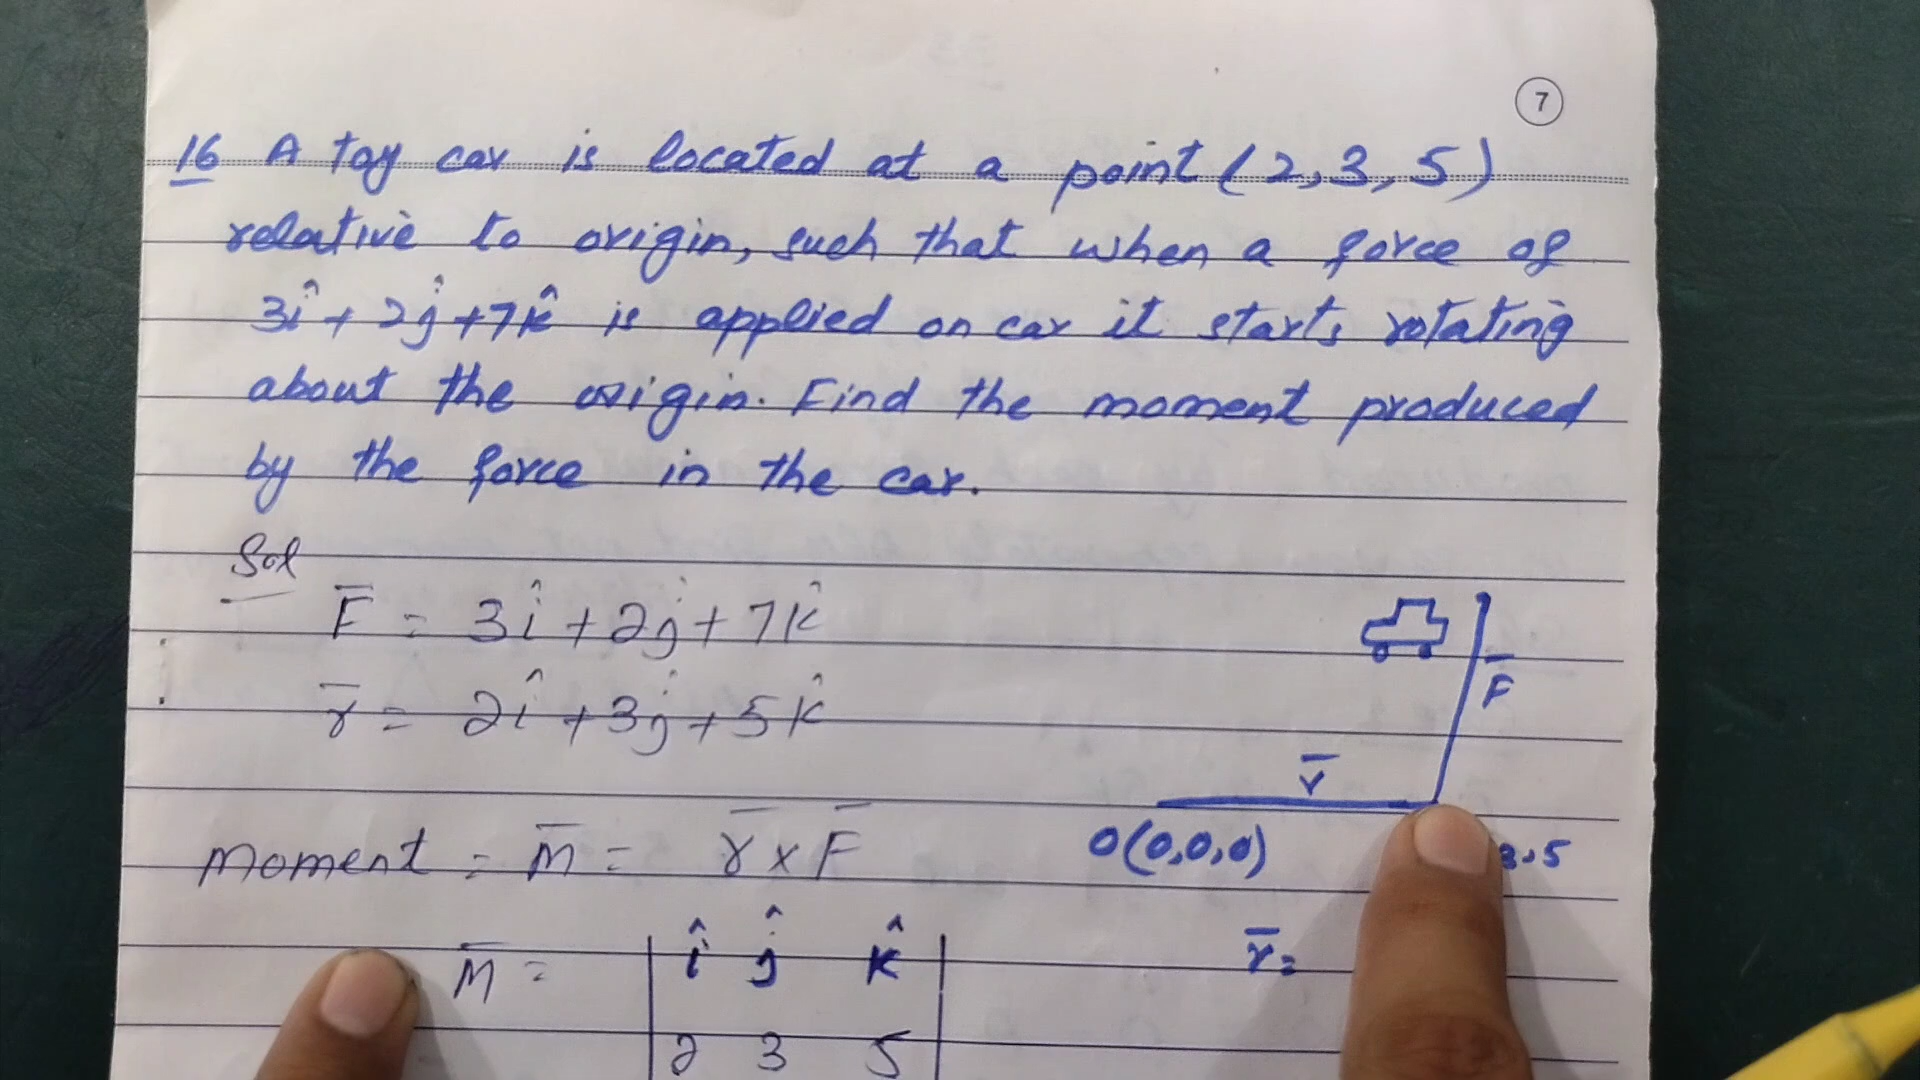 7
16 A toy car is located at a point (2,3,5)
relative to origin, such that when a force of
3î + 2ĵ + 7k̂ is applied on car it starts rotating
about the origin. Find the moment produced
by the force in the car.
Sol
F̅ = 3î + 2ĵ + 7k̂
r̅ = 2î + 3ĵ + 5k̂
F̅
r̅
moment = M̅ = r̅ x F̅
O(0,0,0)
3,5
M̅ =
î ĵ k̂
r̅ =
2 3 5